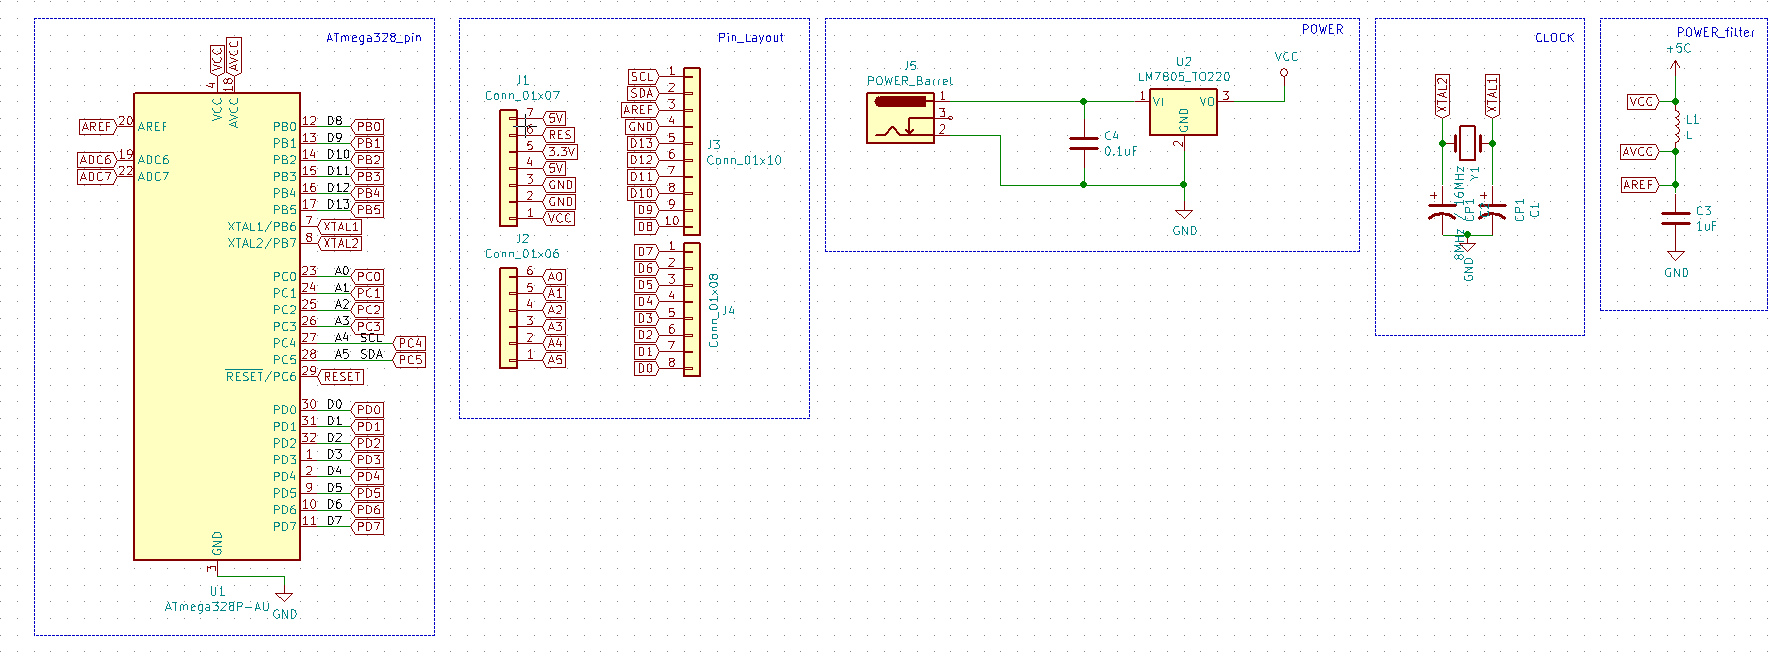 ATmega328_pin
VCC
AVCC
4
18
VCC
AVCC
AREF 20 AREF
ADC6 19 ADC6
ADC7 22 ADC7
PB0 12 D8 PB0
PB1 13 D9 PB1
PB2 14 D10 PB2
PB3 15 D11 PB3
PB4 16 D12 PB4
PB5 17 D13 PB5
XTAL1/PB6 7 XTAL1
XTAL2/PB7 8 XTAL2
PC0 23 A0 PC0
PC1 24 A1 PC1
PC2 25 A2 PC2
PC3 26 A3 PC3
PC4 27 A4 SCL PC4
PC5 28 A5 SDA PC5
RESET/PC6 29 RESET
PD0 30 D0 PD0
PD1 31 D1 PD1
PD2 32 D2 PD2
PD3 1 D3 PD3
PD4 2 D4 PD4
PD5 9 D5 PD5
PD6 10 D6 PD6
PD7 11 D7 PD7
GND
3
U1
ATmega328P-AU
GND
Pin_Layout
J1
Conn_01x07
7 5V
6 RES
5 3.3V
4 5V
3 GND
2 GND
1 VCC
J2
Conn_01x06
6 A0
5 A1
4 A2
3 A3
2 A4
1 A5
SCL 1
SDA 2
AREF 3
GND 4
D13 5
D12 6
D11 7
D10 8
D9 9
D8 10
J3
Conn_01x10
D7 1
D6 2
D5 3
D4 4
D3 5
D2 6
D1 7
D0 8
Conn_01x08
J4
POWER
J5
POWER_Barrel
1
3
2
C4
0.1uF
U2
LM7805_TO220
1 VI VO 3
GND
2
VCC
GND
CLOCK
XTAL2
XTAL1
8MHz / 16MHz
Y1
CP1
CP1
C1
GND
POWER_filter
+5C
VCC
L1
L
AVCC
AREF
C3
1uF
GND